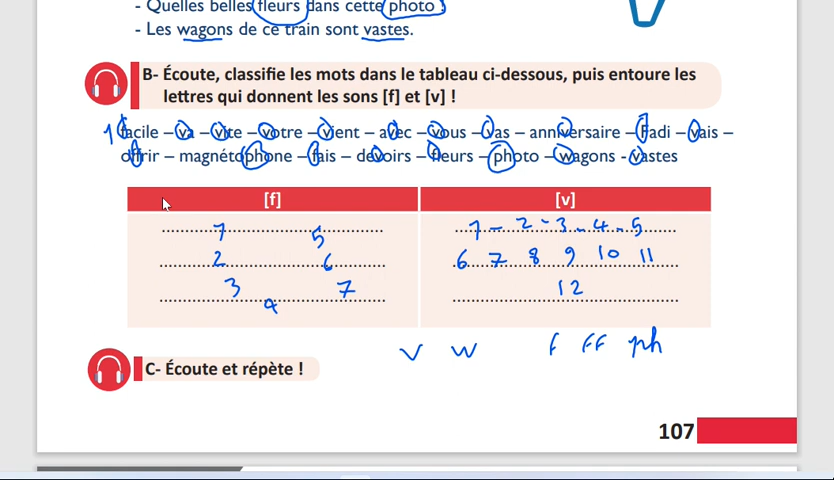 - Quelles belles fleurs dans cette photo !
- Les wagons de ce train sont vastes.
B- Écoute, classifie les mots dans le tableau ci-dessous, puis entoure les
lettres qui donnent les sons [f] et [v] !
1 facile – va – vite – votre – vient – avec – vous – vas – anniversaire – Fadi – vais –
offrir – magnétophone – fais – devoirs – fleurs – photo – wagons - vastes
[f] [v]
7 5 7 - 2 - 3 - 4 - 5
2 6 6 7 8 9 10 11
3 7 12
4
v w f ff ph
C- Écoute et répète !
107